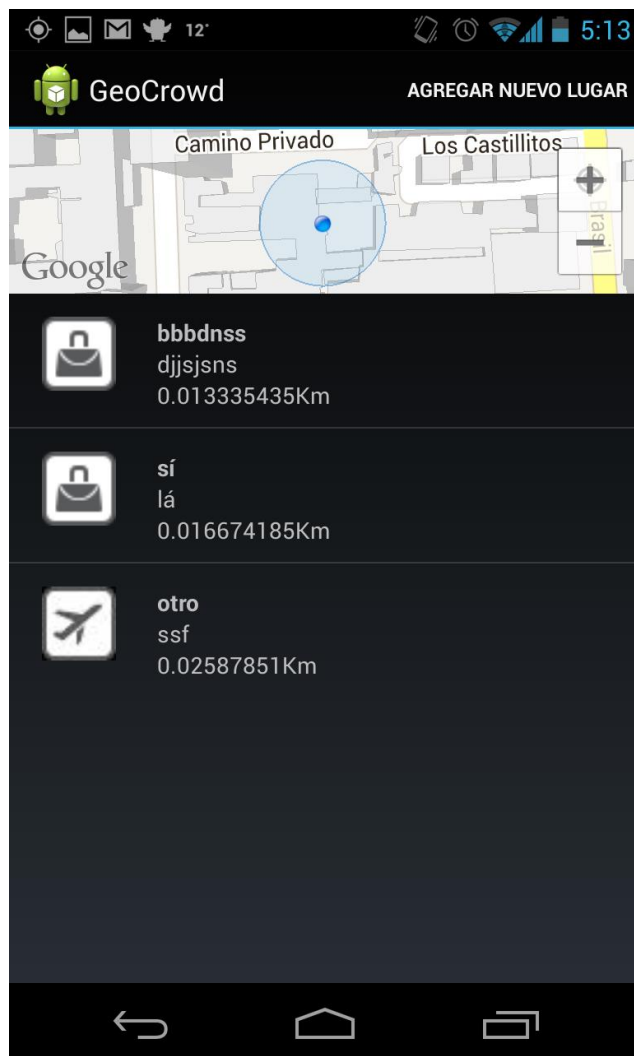 12° 5:13
GeoCrowd AGREGAR NUEVO LUGAR
Camino Privado Los Castillitos
Brasil
Google
bbbdnss
djjsjsns
0.013335435Km
sí
lá
0.016674185Km
otro
ssf
0.02587851Km